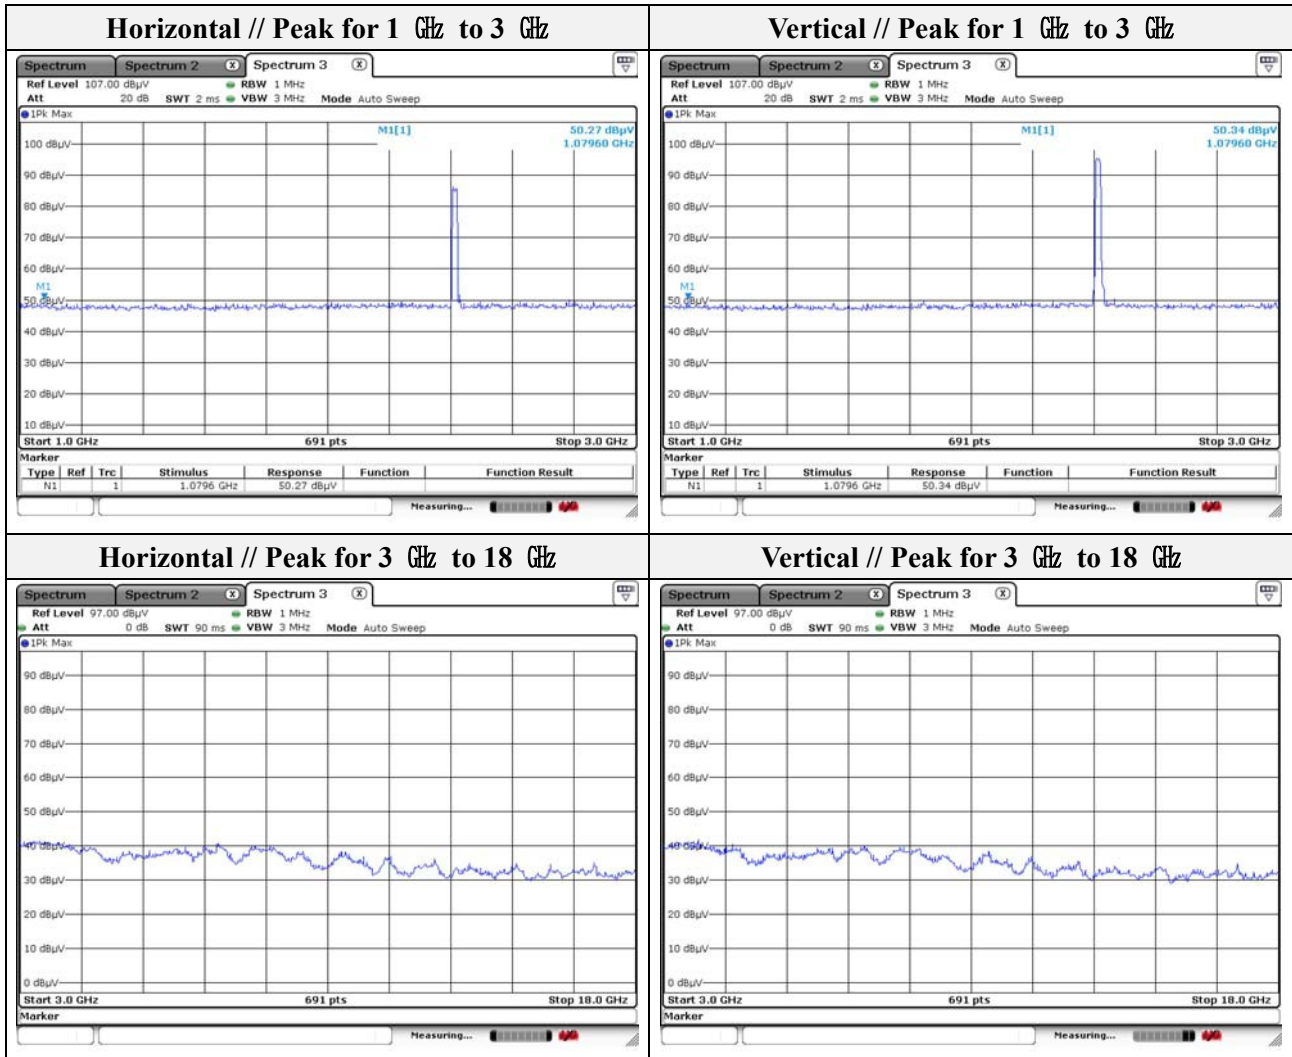 Horizontal // Peak for 1 ㎓ to 3 ㎓
Spectrum Spectrum 2 Spectrum 3
Ref Level 107.00 dBµV RBW 1 MHz
Att 20 dB SWT 2 ms VBW 3 MHz Mode Auto Sweep
1Pk Max
M1[1] 50.27 dBµV
1.07960 GHz
100 dBµV
90 dBµV
80 dBµV
70 dBµV
60 dBµV
M1
50 dBµV
40 dBµV
30 dBµV
20 dBµV
10 dBµV
Start 1.0 GHz 691 pts Stop 3.0 GHz
Marker
Type Ref Trc Stimulus Response Function Function Result
N1 1 1.0796 GHz 50.27 dBµV
Measuring...
Vertical // Peak for 1 ㎓ to 3 ㎓
Spectrum Spectrum 2 Spectrum 3
Ref Level 107.00 dBµV RBW 1 MHz
Att 20 dB SWT 2 ms VBW 3 MHz Mode Auto Sweep
1Pk Max
M1[1] 50.34 dBµV
1.07960 GHz
100 dBµV
90 dBµV
80 dBµV
70 dBµV
60 dBµV
M1
50 dBµV
40 dBµV
30 dBµV
20 dBµV
10 dBµV
Start 1.0 GHz 691 pts Stop 3.0 GHz
Marker
Type Ref Trc Stimulus Response Function Function Result
N1 1 1.0796 GHz 50.34 dBµV
Measuring...
Horizontal // Peak for 3 ㎓ to 18 ㎓
Spectrum Spectrum 2 Spectrum 3
Ref Level 97.00 dBµV RBW 1 MHz
Att 0 dB SWT 90 ms VBW 3 MHz Mode Auto Sweep
1Pk Max
90 dBµV
80 dBµV
70 dBµV
60 dBµV
50 dBµV
40 dBµV
30 dBµV
20 dBµV
10 dBµV
0 dBµV
Start 3.0 GHz 691 pts Stop 18.0 GHz
Marker
Measuring...
Vertical // Peak for 3 ㎓ to 18 ㎓
Spectrum Spectrum 2 Spectrum 3
Ref Level 97.00 dBµV RBW 1 MHz
Att 0 dB SWT 90 ms VBW 3 MHz Mode Auto Sweep
1Pk Max
90 dBµV
80 dBµV
70 dBµV
60 dBµV
50 dBµV
40 dBµV
30 dBµV
20 dBµV
10 dBµV
0 dBµV
Start 3.0 GHz 691 pts Stop 18.0 GHz
Marker
Measuring...